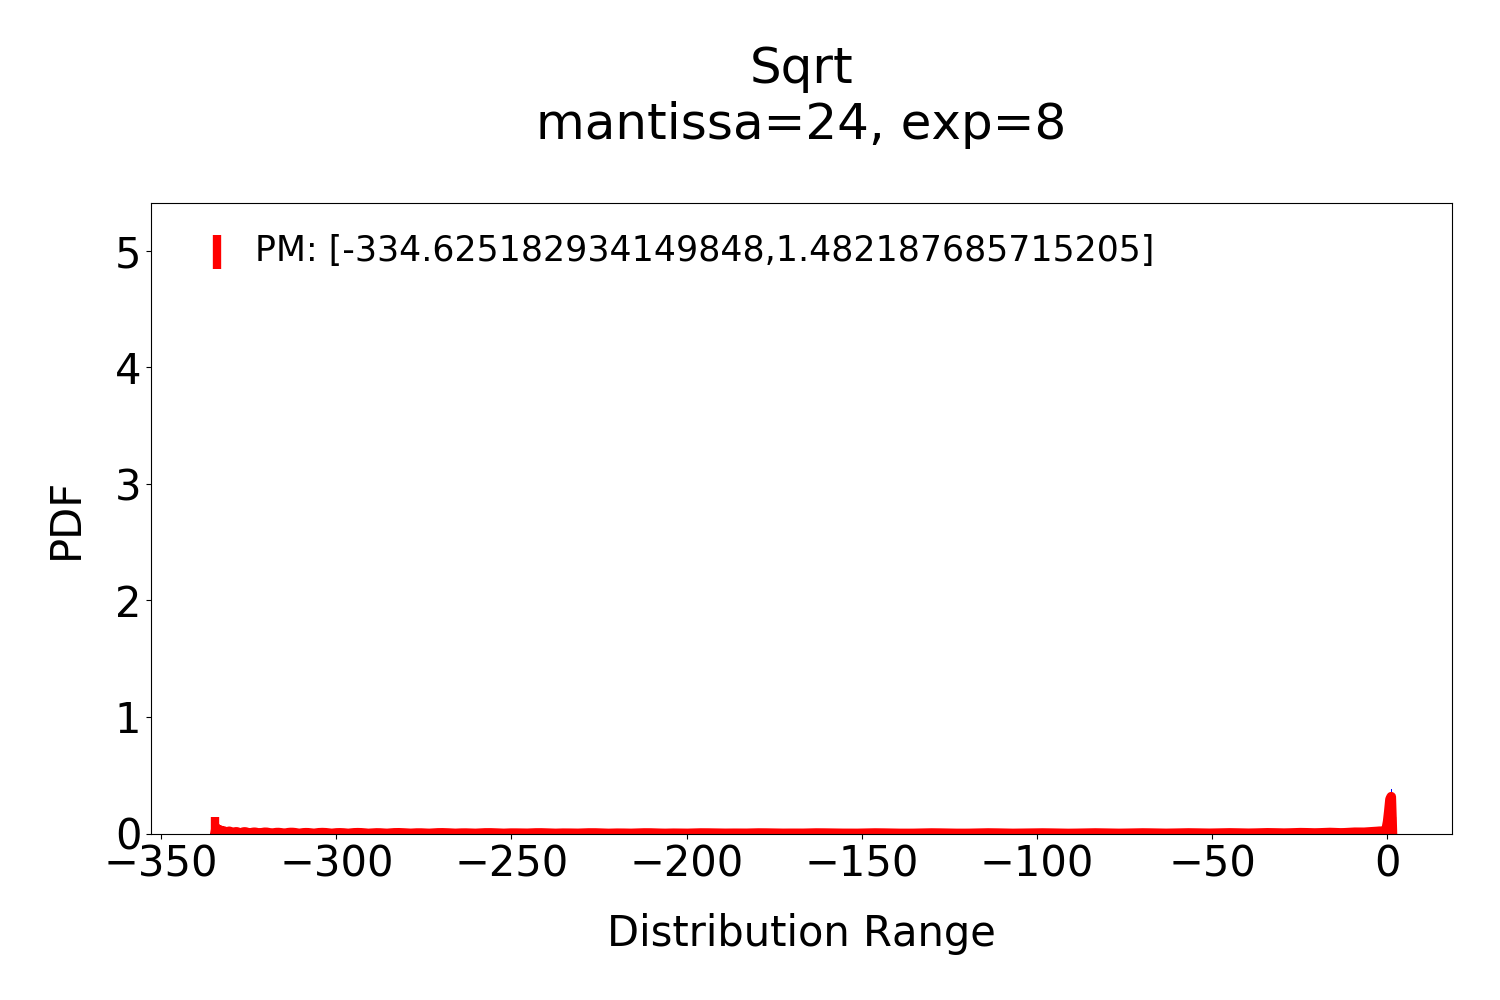 Sqrt
mantissa=24, exp=8
PM: [-334.625182934149848,1.482187685715205]
5
4
3
2
1
0
PDF
−350 −300 −250 −200 −150 −100 −50 0
Distribution Range